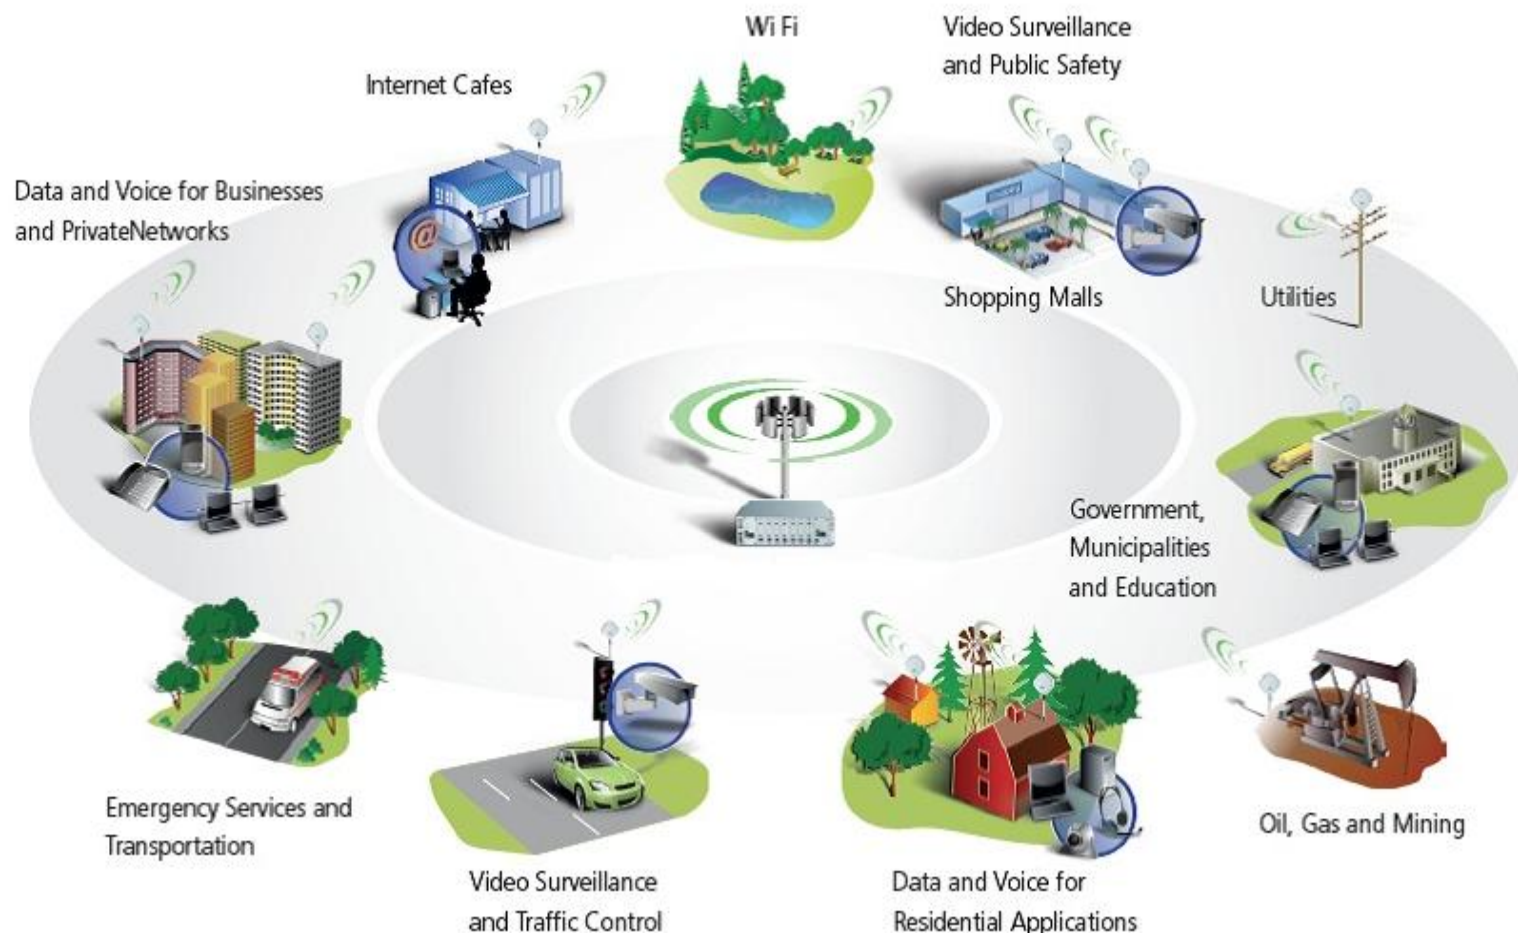 Wi Fi
Video Surveillance
and Public Safety
Internet Cafes
Data and Voice for Businesses
and PrivateNetworks
Shopping Malls
Utilities
@
Government,
Municipalities
and Education
Emergency Services and
Transportation
Video Surveillance
and Traffic Control
Data and Voice for
Residential Applications
Oil, Gas and Mining